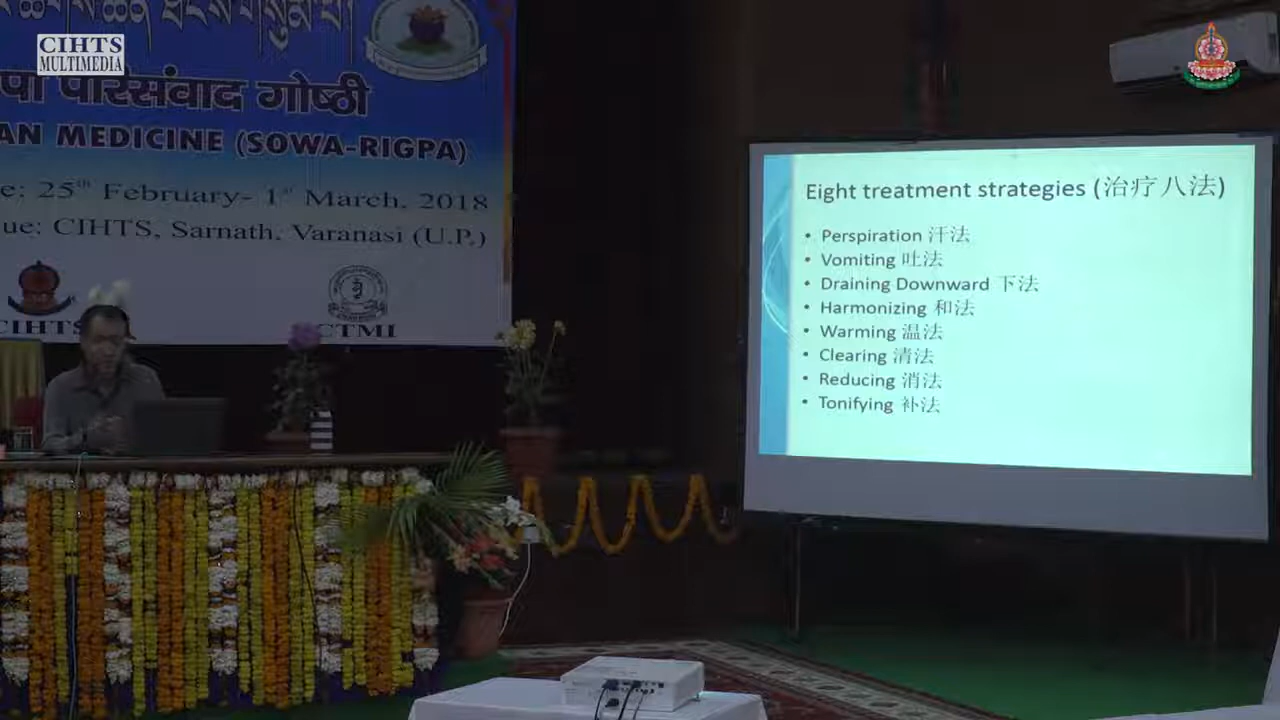 CIHTS
MULTIMEDIA
परिसंवाद गोष्ठी
AN MEDICINE (SOWA-RIGPA)
e: 25th February- 1st March, 2018
ue: CIHTS, Sarnath, Varanasi (U.P.)
CIHTS
CTMI
Eight treatment strategies (治疗八法)
• Perspiration 汗法
• Vomiting 吐法
• Draining Downward 下法
• Harmonizing 和法
• Warming 温法
• Clearing 清法
• Reducing 消法
• Tonifying 补法